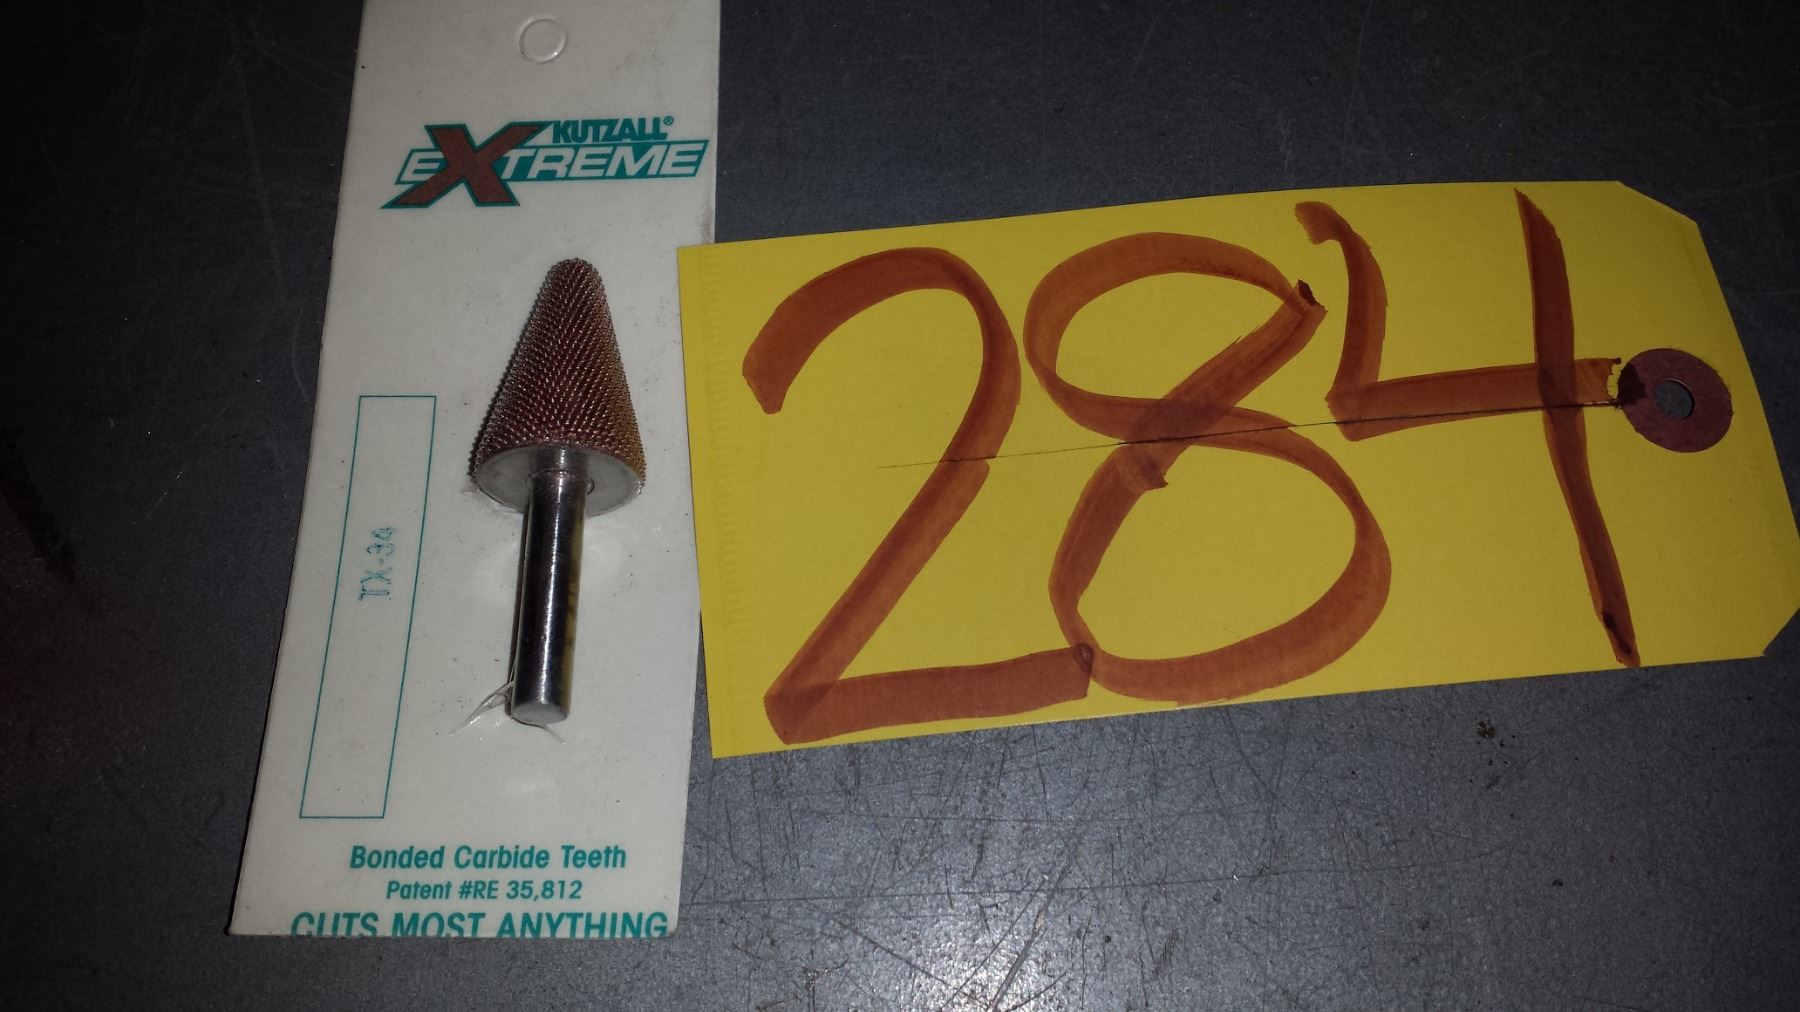 KUTZALL®
EXTREME
TX-34
Bonded Carbide Teeth
Patent #RE 35,812
CUTS MOST ANYTHING
284